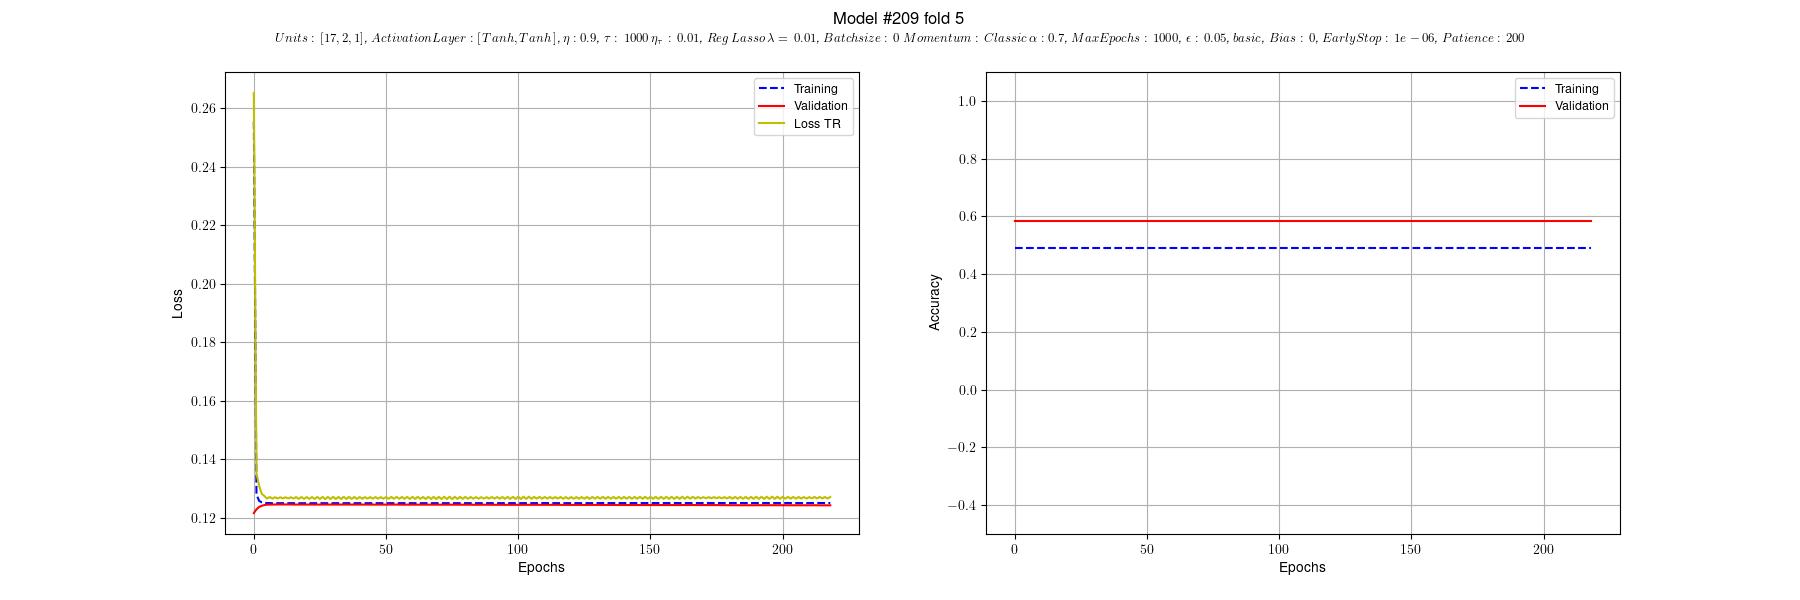 Model #209 fold 5
Units : [17, 2, 1], ActivationLayer : [Tanh, Tanh], η : 0.9, τ : 1000 η_τ : 0.01, Reg Lasso λ = 0.01, Batchsize : 0 Momentum : Classic α : 0.7, MaxEpochs : 1000, ϵ : 0.05, basic, Bias : 0, EarlyStop : 1e − 06, Patience : 200
Loss
0.26
0.24
0.22
0.20
0.18
0.16
0.14
0.12
Training
Validation
Loss TR
0 50 100 150 200
Epochs
Accuracy
1.0
0.8
0.6
0.4
0.2
0.0
−0.2
−0.4
Training
Validation
0 50 100 150 200
Epochs